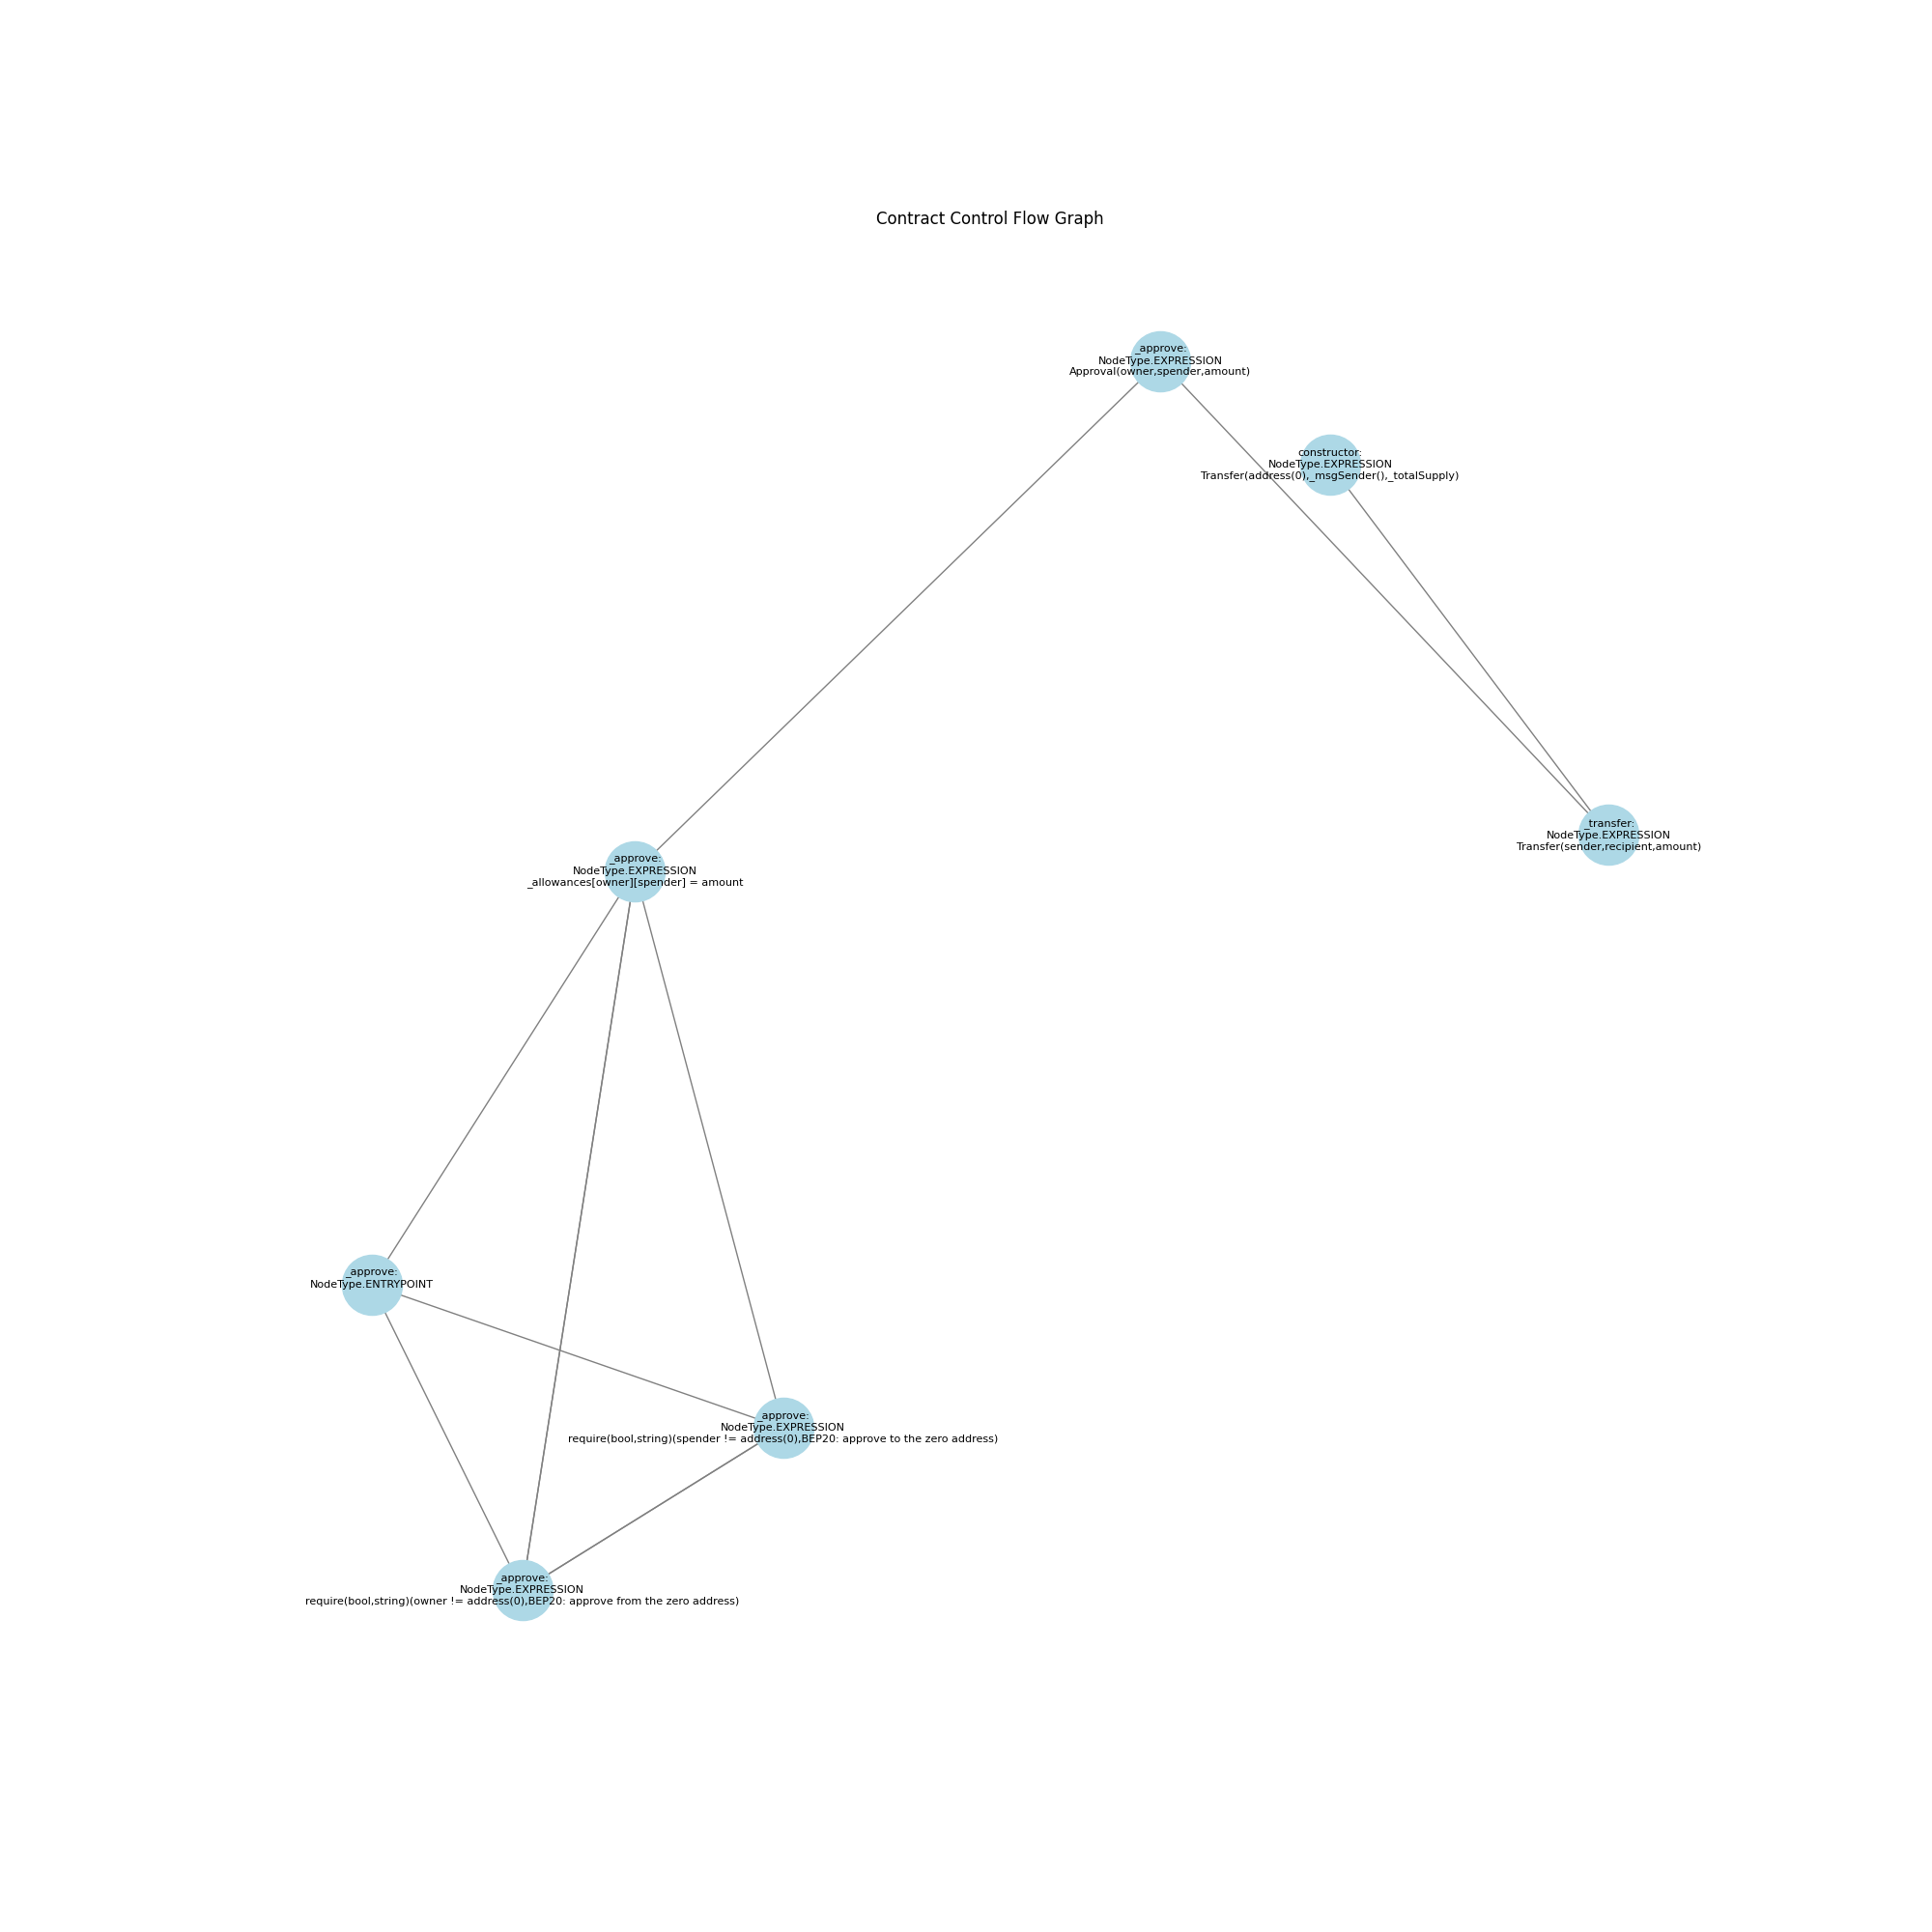 Contract Control Flow Graph
_approve:
NodeType.EXPRESSION
Approval(owner,spender,amount)
constructor:
NodeType.EXPRESSION
Transfer(address(0),_msgSender(),_totalSupply)
_transfer:
NodeType.EXPRESSION
Transfer(sender,recipient,amount)
_approve:
NodeType.EXPRESSION
_allowances[owner][spender] = amount
_approve:
NodeType.ENTRYPOINT
_approve:
NodeType.EXPRESSION
require(bool,string)(spender != address(0),BEP20: approve to the zero address)
_approve:
NodeType.EXPRESSION
require(bool,string)(owner != address(0),BEP20: approve from the zero address)